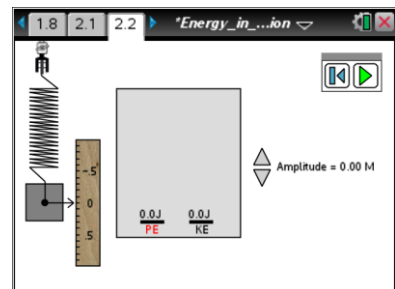 1.8 2.1 2.2 *Energy_in_...ion
-.5
0
.5
Amplitude = 0.00 M
0.0J 0.0J
PE KE